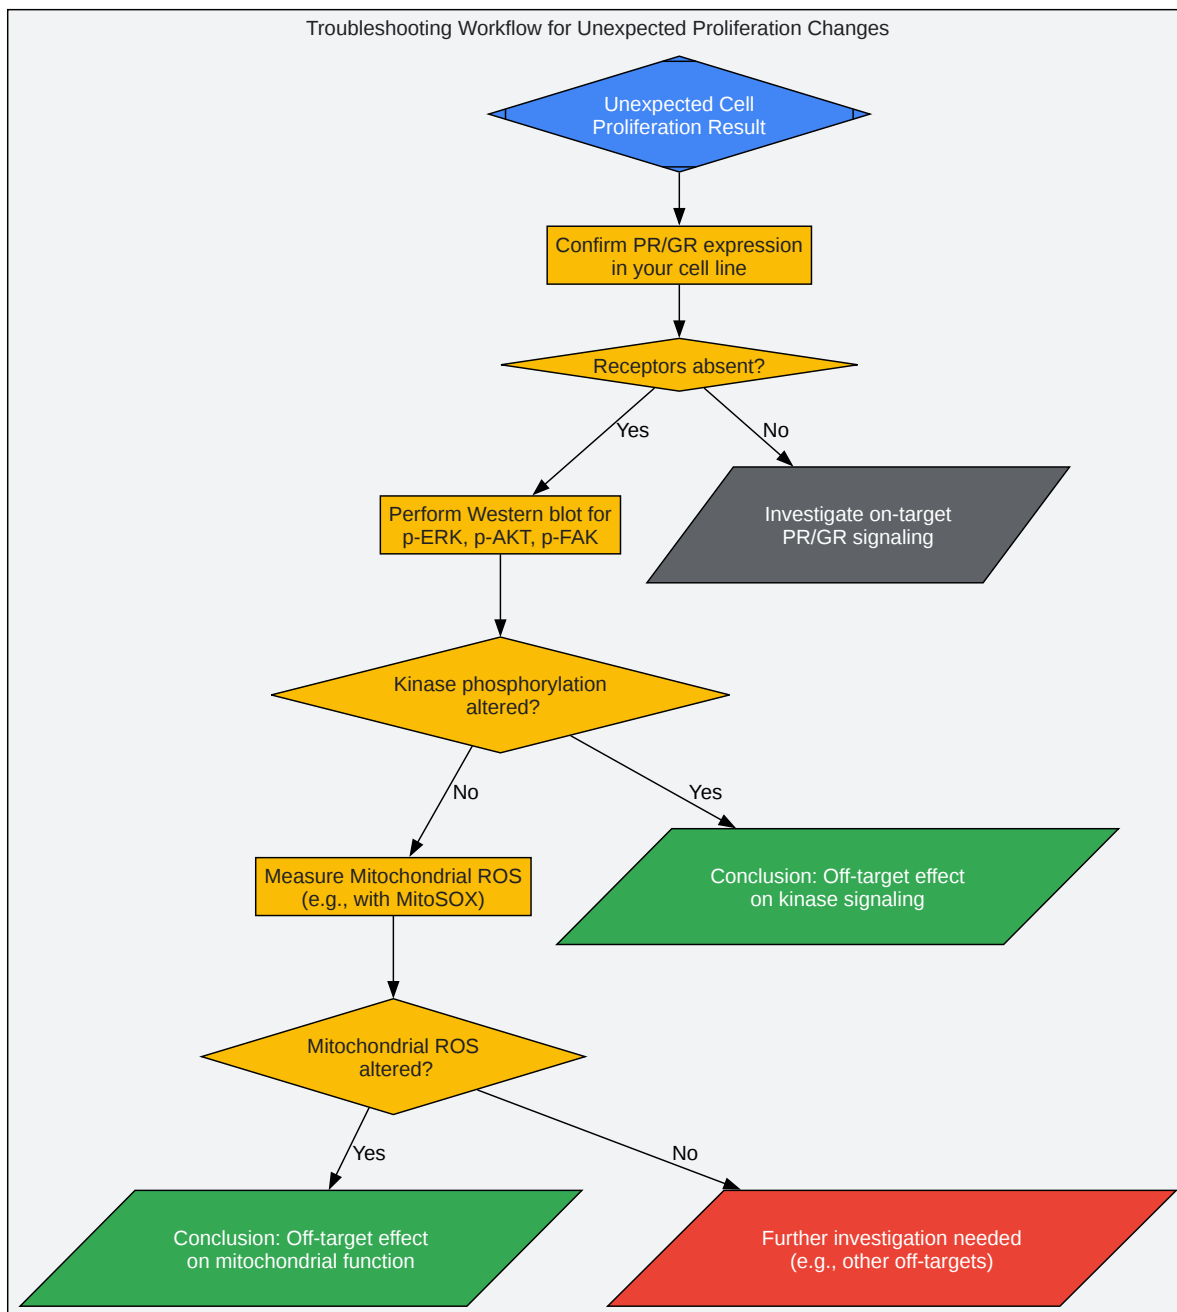 Troubleshooting Workflow for Unexpected Proliferation Changes
Unexpected Cell
Proliferation Result
Confirm PR/GR expression
in your cell line
Receptors absent?
Yes
No
Perform Western blot for
p-ERK, p-AKT, p-FAK
Investigate on-target
PR/GR signaling
Kinase phosphorylation
altered?
No
Yes
Measure Mitochondrial ROS
(e.g., with MitoSOX)
Conclusion: Off-target effect
on kinase signaling
Mitochondrial ROS
altered?
Yes
No
Conclusion: Off-target effect
on mitochondrial function
Further investigation needed
(e.g., other off-targets)